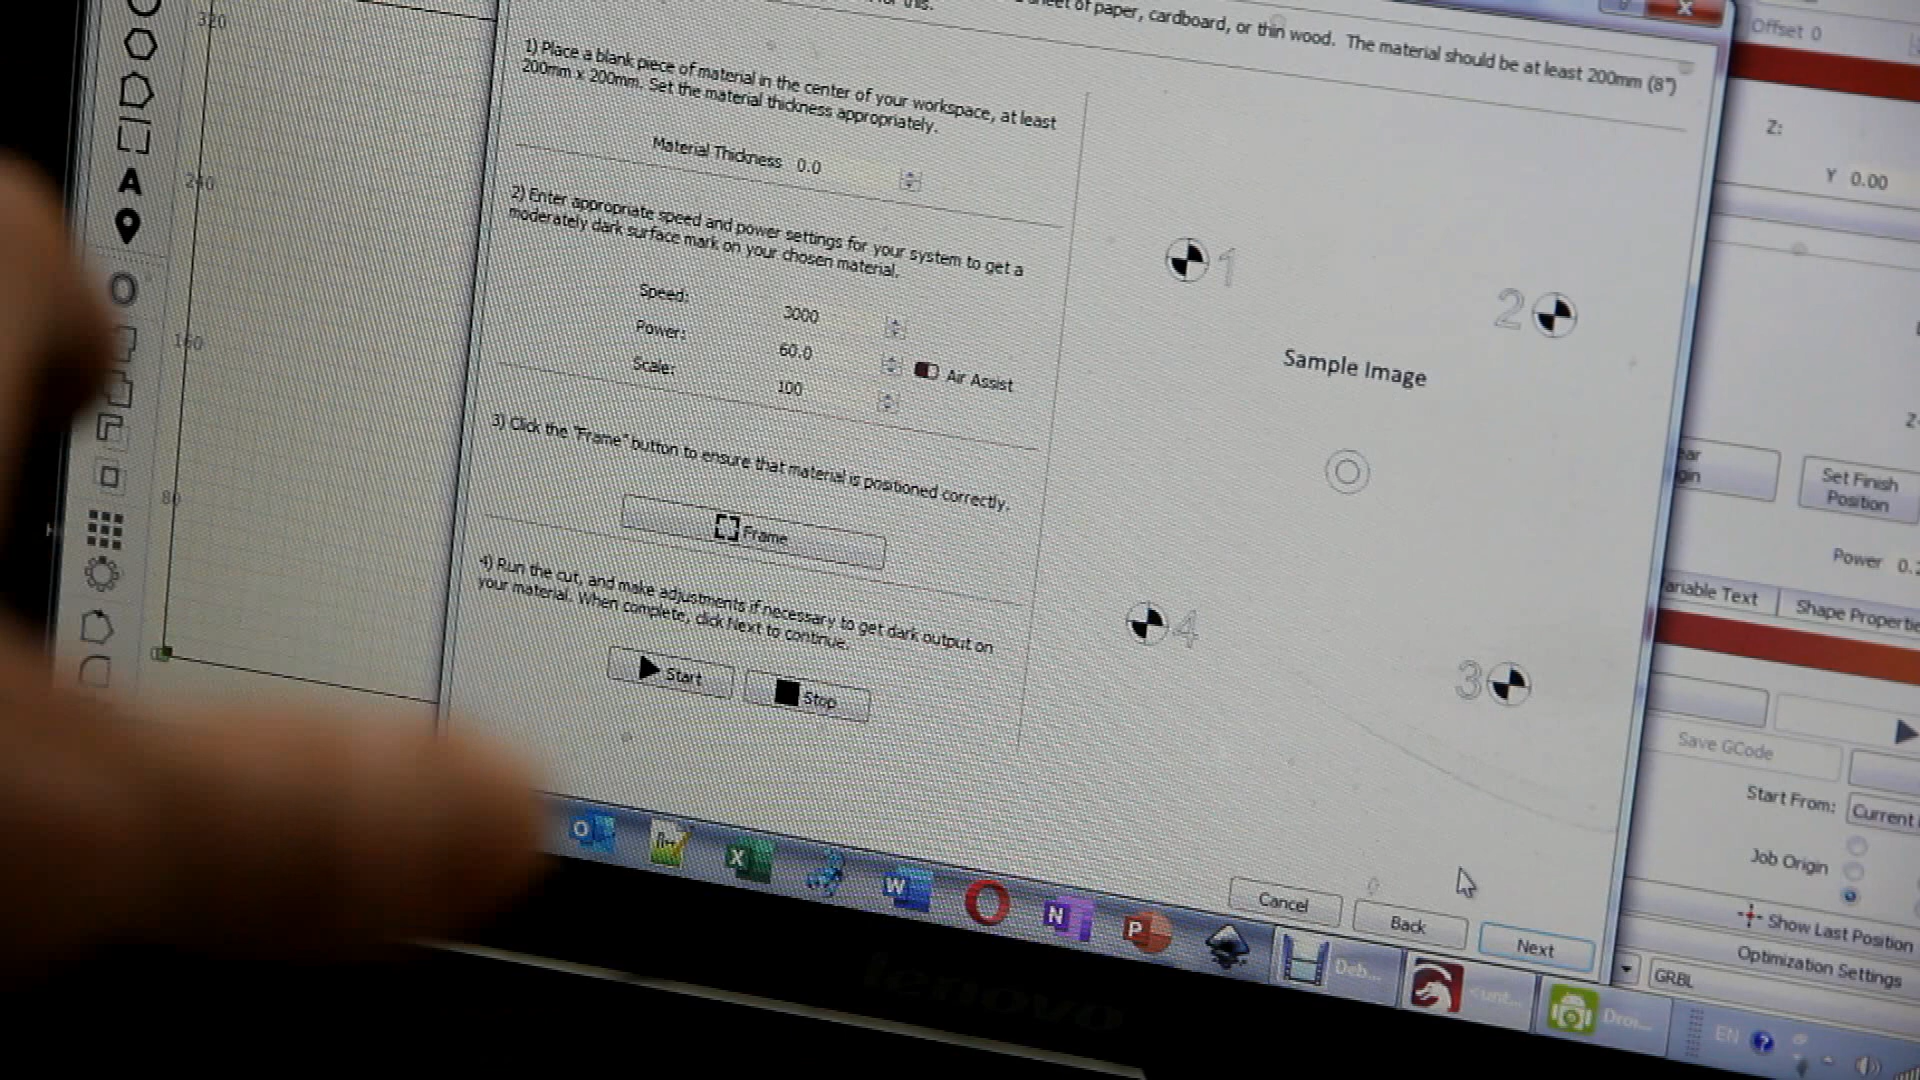 of paper, cardboard, or thin wood. The material should be at least 200mm (8")
1) Place a blank piece of material in the center of your workspace, at least
200mm x 200mm. Set the material thickness appropriately.
Material Thickness 0.0
2) Enter appropriate speed and power settings for your system to get a
moderately dark surface mark on your chosen material.
Speed: 3000
Power: 60.0
Air Assist
Scale: 100
3) Click the "Frame" button to ensure that material is positioned correctly.
Frame
4) Run the cut, and make adjustments if necessary to get dark output on
your material. When complete, click Next to continue.
Start
Stop
1
2
Sample Image
4
3
Cancel
Back
Next
320
240
160
80
A
Offset 0
Z:
Y 0.00
Set Finish
Position
Power 0.
Text
Shape
Save GCode
Start From: Current
Job Origin
Show Last Position
Optimization Settings
GRBL
Deb...
<unt...
Droi...
EN
lenovo